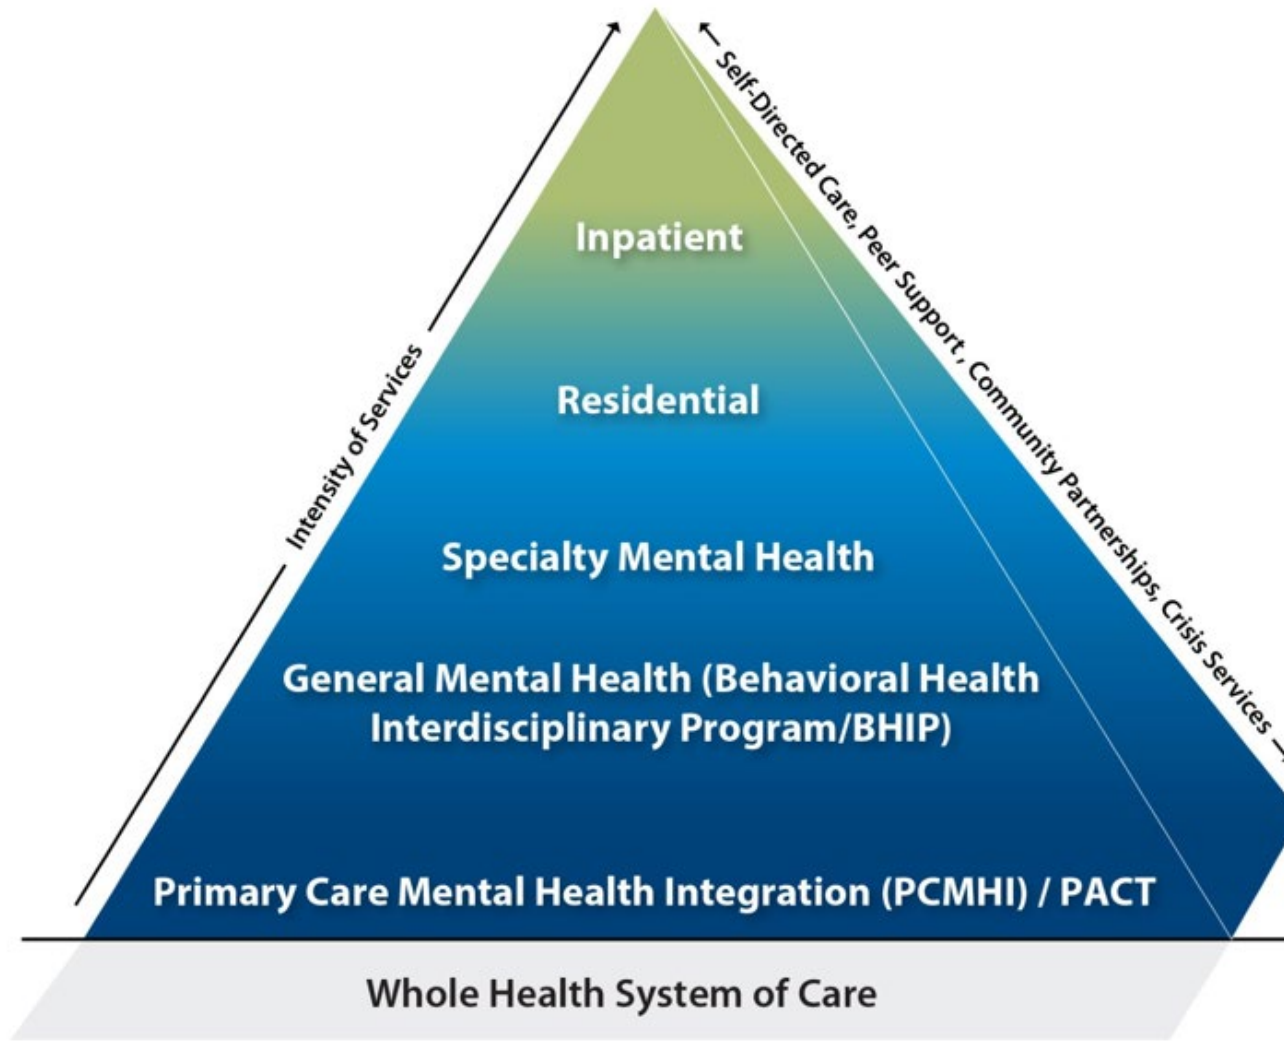 Inpatient
Residential
Specialty Mental Health
General Mental Health (Behavioral Health
Interdisciplinary Program/BHIP)
Primary Care Mental Health Integration (PCMHI) / PACT
Whole Health System of Care
Intensity of Services
Self-Directed Care, Peer Support , Community Partnerships, Crisis Services